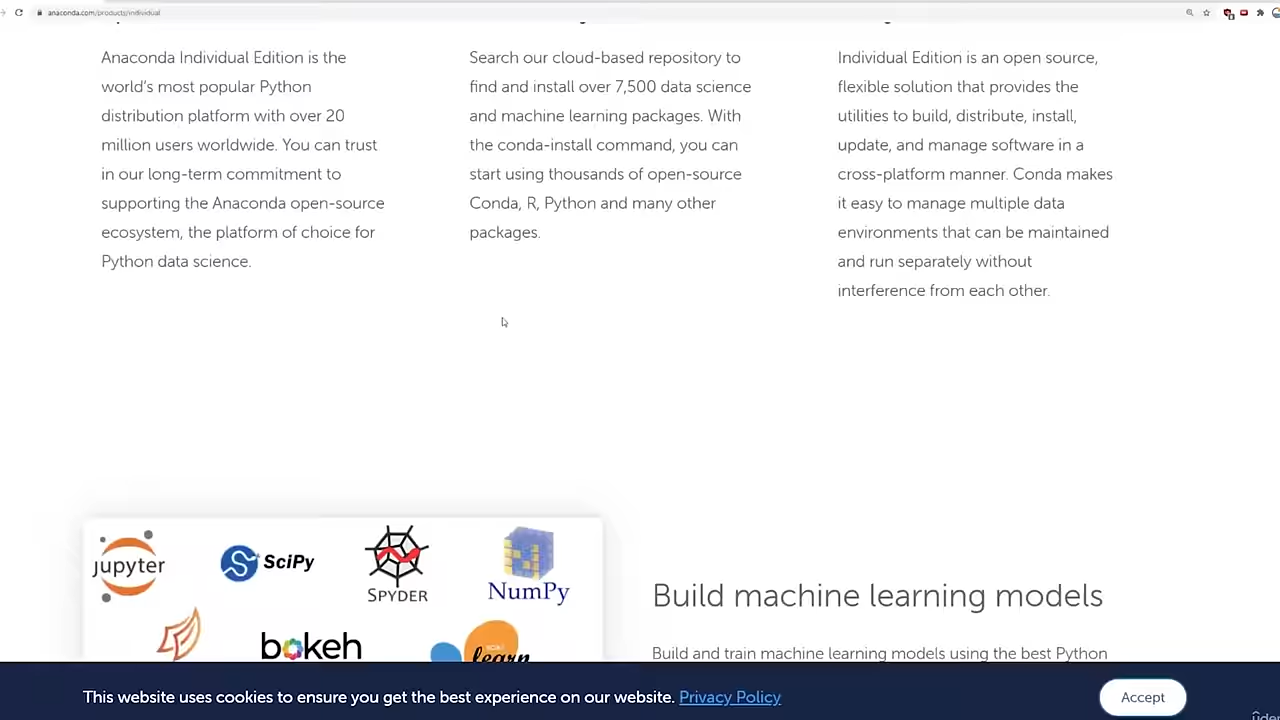 anaconda.com/products/individual
Anaconda Individual Edition is the
world's most popular Python
distribution platform with over 20
million users worldwide. You can trust
in our long-term commitment to
supporting the Anaconda open-source
ecosystem, the platform of choice for
Python data science.
Search our cloud-based repository to
find and install over 7,500 data science
and machine learning packages. With
the conda-install command, you can
start using thousands of open-source
Conda, R, Python and many other
packages.
Individual Edition is an open source,
flexible solution that provides the
utilities to build, distribute, install,
update, and manage software in a
cross-platform manner. Conda makes
it easy to manage multiple data
environments that can be maintained
and run separately without
interference from each other.
jupyter
SciPy
SPYDER
NumPy
bokeh
learn
Build machine learning models
Build and train machine learning models using the best Python
This website uses cookies to ensure you get the best experience on our website. Privacy Policy
Accept